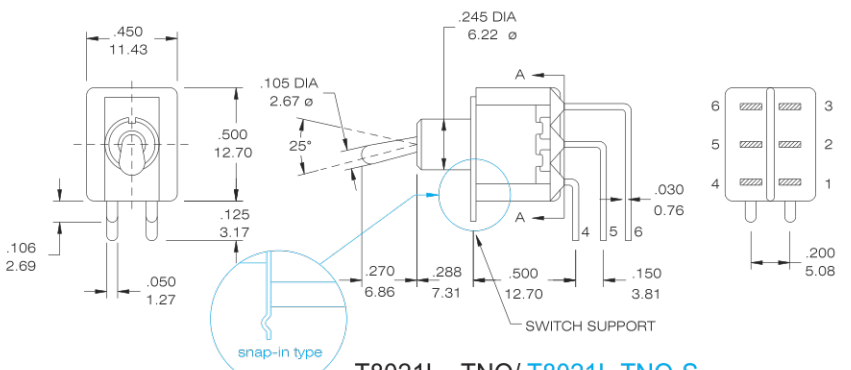 .450
11.43
.500
12.70
.125
3.17
.106
2.69
.050
1.27
.245 DIA
6.22 ø
.105 DIA
2.67 ø
25°
A
A
4 5 6
.030
0.76
.270
6.86
.288
7.31
.500
12.70
.150
3.81
SWITCH SUPPORT
snap-in type
6 3
5 2
4 1
.200
5.08